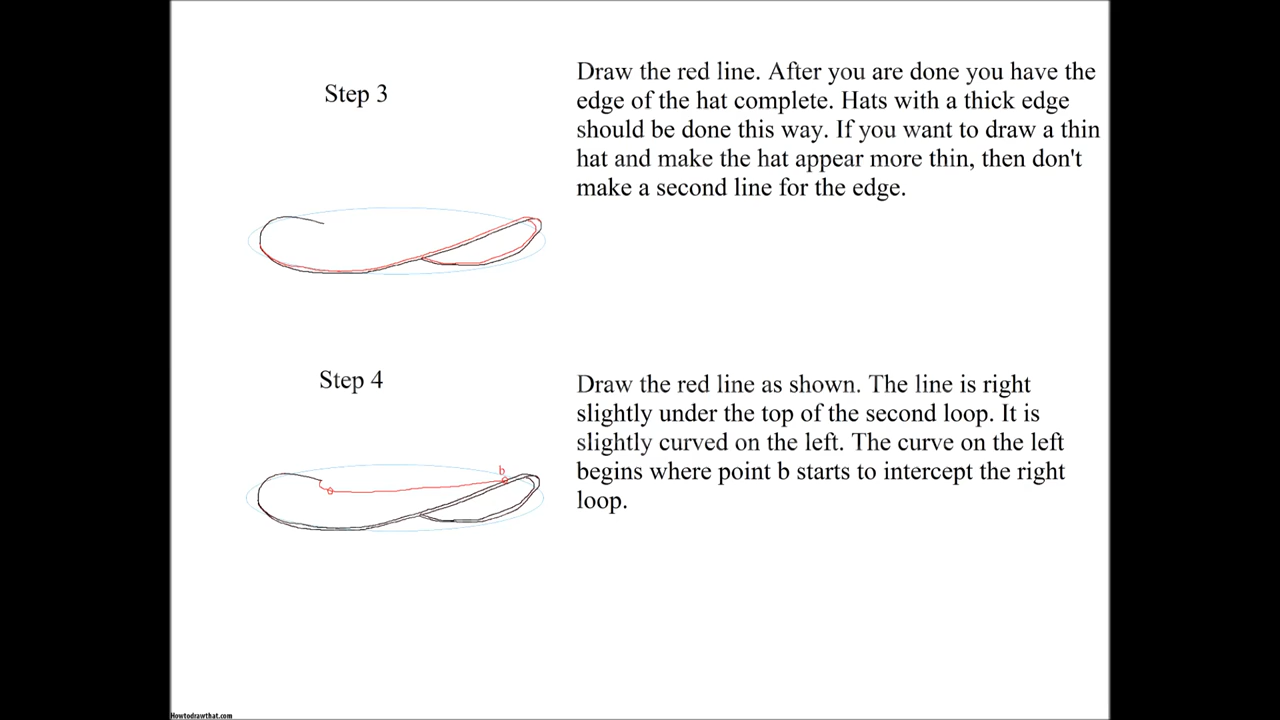 Step 3
Draw the red line. After you are done you have the
edge of the hat complete. Hats with a thick edge
should be done this way. If you want to draw a thin
hat and make the hat appear more thin, then don't
make a second line for the edge.
Step 4
Draw the red line as shown. The line is right
slightly under the top of the second loop. It is
slightly curved on the left. The curve on the left
begins where point b starts to intercept the right
loop.
b
Howtodrawthat.com